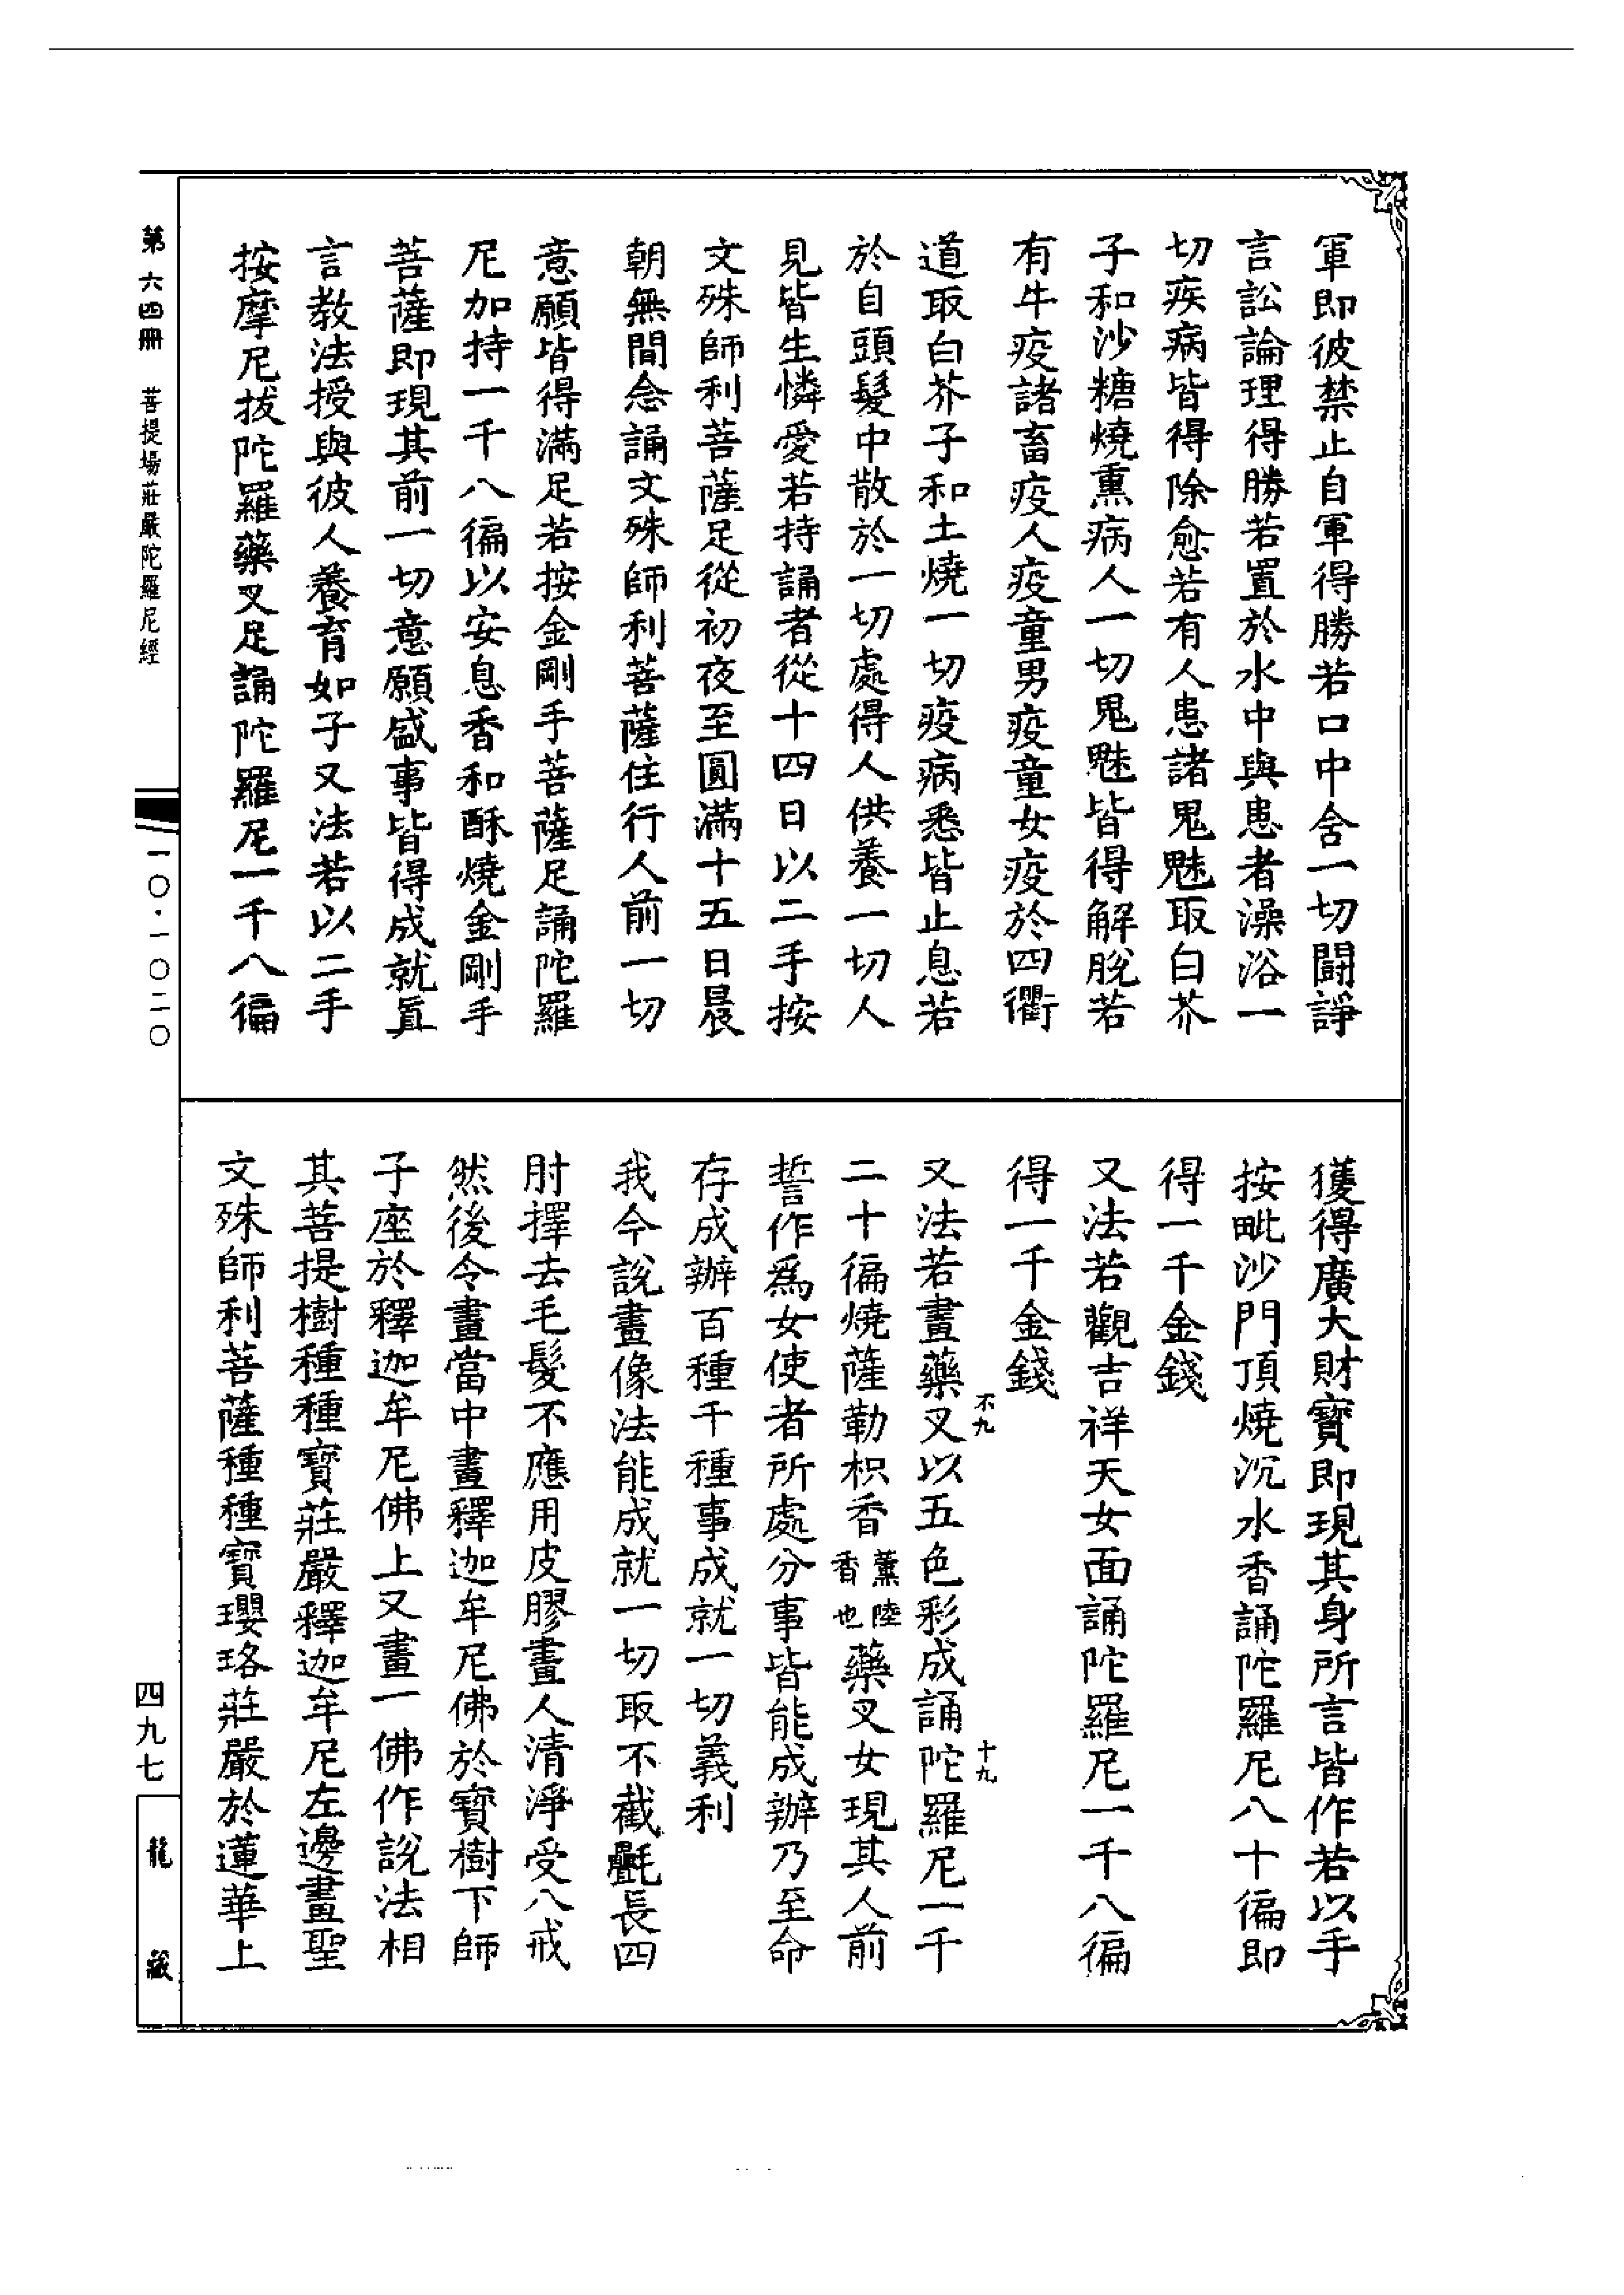 軍即彼禁止自軍得勝若口中含一切鬪諍
言訟論理得勝若置於水中與患者澡浴一
切疾病皆得除愈若有人患諸鬼魅取白芥
子和沙糖燒熏病人一切鬼魅皆得解脫若
有牛疫諸畜疫人疫童男疫童女疫於四衢
道取白芥子和土燒一切疫病悉皆止息若
於自頭髮中散於一切處得人供養一切人
見皆生憐愛若持誦者從十四日以二手按
文殊師利菩薩足從初夜至圓滿十五日晨
朝無間念誦文殊師利菩薩住行人前一切
意願皆得滿足若按金剛手菩薩足誦陀羅
尼加持一千八徧以安息香和酥燒金剛手
菩薩即現其前一切意願盛事皆得成就眞
言教法授與彼人養育如子又法若以二手
按摩尼拔陀羅藥叉足誦陀羅尼一千八徧
獲得廣大財寶即現其身所言皆作若以手
按毗沙門頂燒沉水香誦陀羅尼八十徧即
得一千金錢
又法若觀吉祥天女面誦陀羅尼一千八徧
得一千金錢
不九
十九
又法若畫藥叉以五色彩成誦陀羅尼一千
二十徧燒薩勒枳香薰陸香也藥叉女現其人前
誓作爲女使者所處分事皆能成辦乃至命
存成辦百種千種事成就一切義利
我今說畫像法能成就一切取不截氎長四
肘擇去毛髮不應用皮膠畫人清淨受八戒
然後令畫當中畫釋迦牟尼佛於寶樹下師
子座於釋迦牟尼佛上又畫一佛作說法相
其菩提樹種種寶莊嚴釋迦牟尼左邊畫聖
文殊師利菩薩種種寶瓔珞莊嚴於蓮華上
第六四冊 菩提場莊嚴陀羅尼經
一〇·一〇二〇
四九七
龍藏